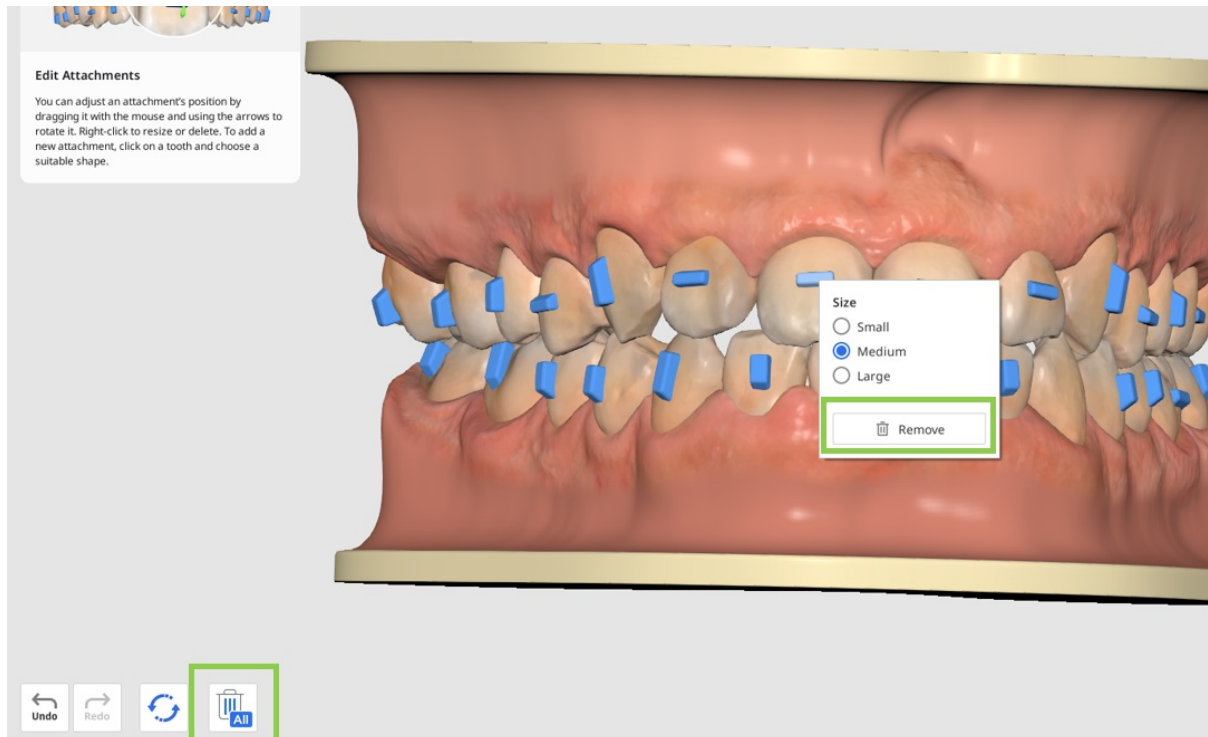 Edit Attachments
You can adjust an attachment's position by
dragging it with the mouse and using the arrows to
rotate it. Right-click to resize or delete. To add a
new attachment, click on a tooth and choose a
suitable shape.
Size
Small
Medium
Large
Remove
Undo
Redo
All